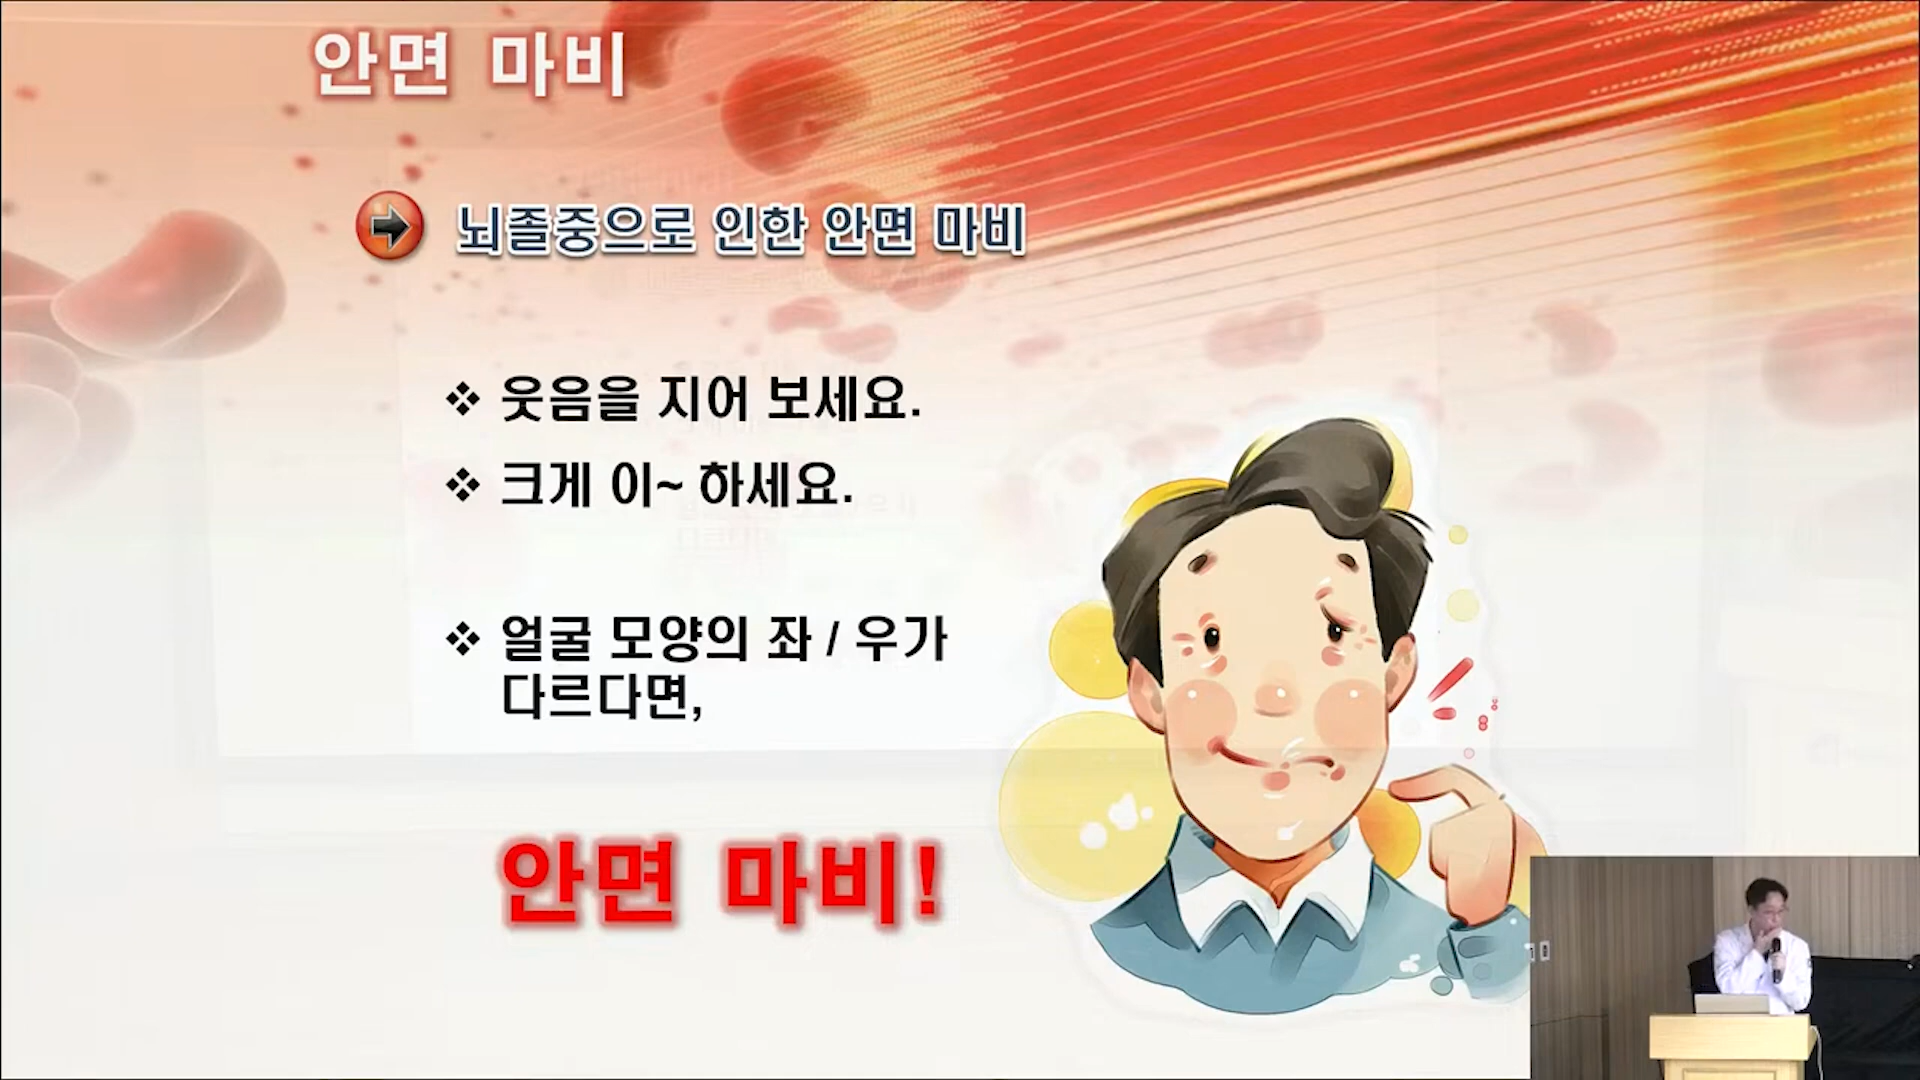 안면 마비
뇌졸중으로 인한 안면 마비
웃음을 지어 보세요.
크게 이~ 하세요.
얼굴 모양의 좌 / 우가
다르다면,
안면 마비!